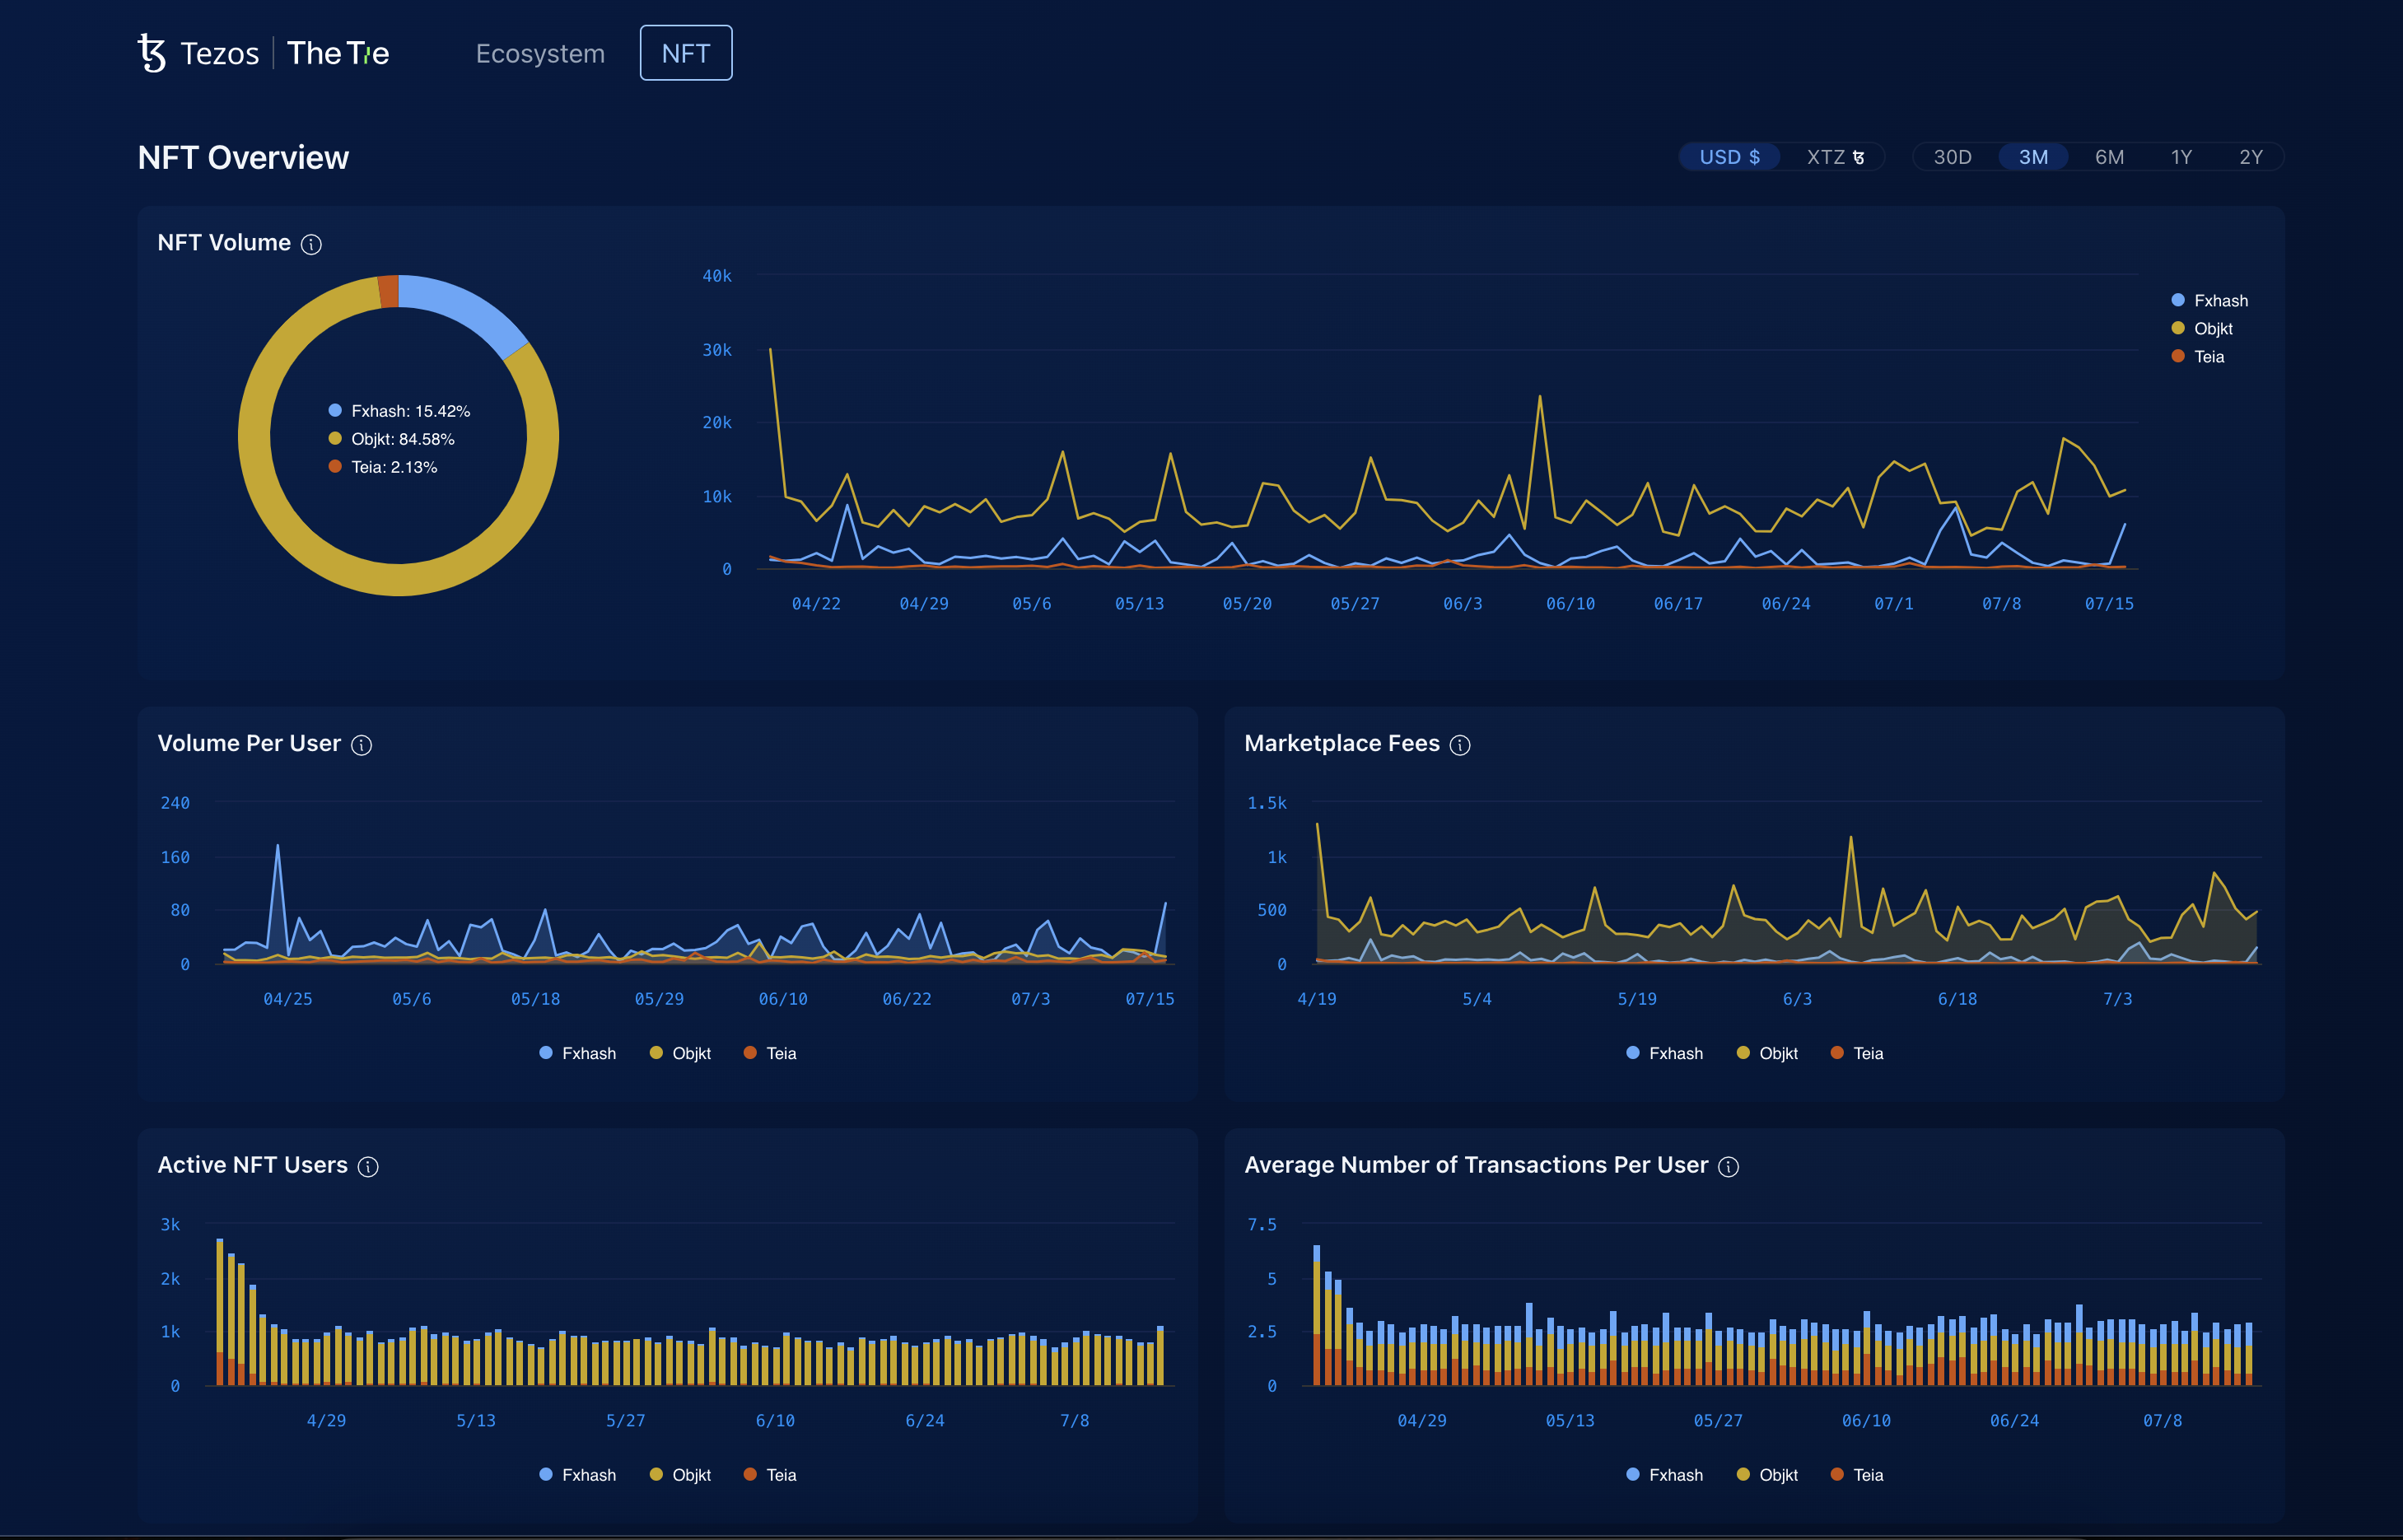 Tezos | The Tie
Ecosystem
NFT
NFT Overview
USD $
XTZ ꜩ
30D
3M
6M
1Y
2Y
NFT Volume
Fxhash: 15.42%
Objkt: 84.58%
Teia: 2.13%
40k
30k
20k
10k
0
04/22 04/29 05/6 05/13 05/20 05/27 06/3 06/10 06/17 06/24 07/1 07/8 07/15
Fxhash
Objkt
Teia
Volume Per User
240
160
80
0
04/25 05/6 05/18 05/29 06/10 06/22 07/3 07/15
Fxhash Objkt Teia
Marketplace Fees
1.5k
1k
500
0
4/19 5/4 5/19 6/3 6/18 7/3
Fxhash Objkt Teia
Active NFT Users
3k
2k
1k
0
4/29 5/13 5/27 6/10 6/24 7/8
Fxhash Objkt Teia
Average Number of Transactions Per User
7.5
5
2.5
0
04/29 05/13 05/27 06/10 06/24 07/8
Fxhash Objkt Teia